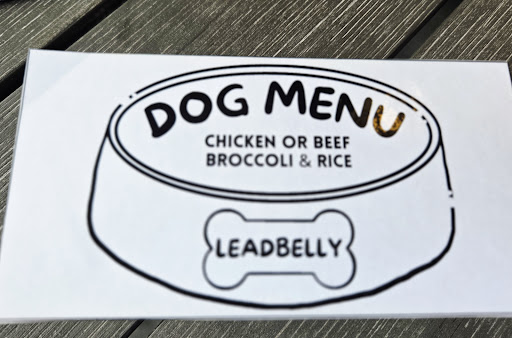 DOG MENU
CHICKEN OR BEEF
BROCCOLI & RICE
LEADBELLY